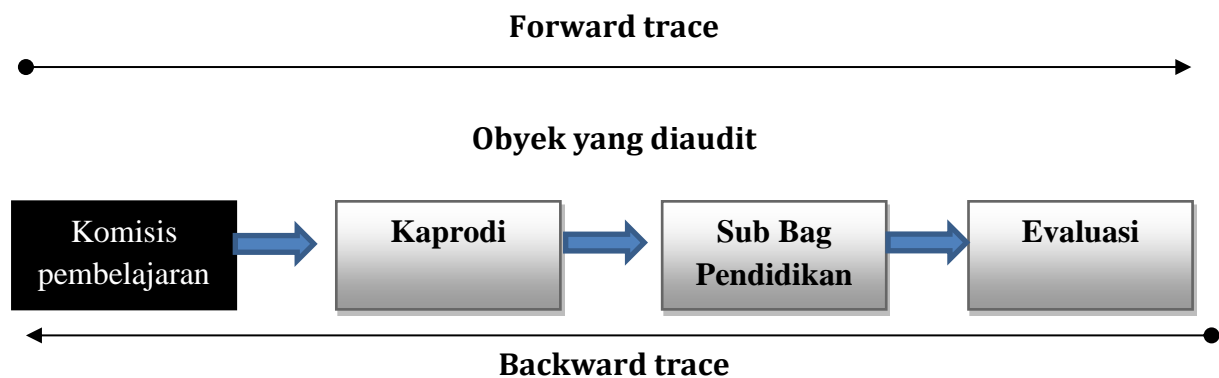 Forward trace
Obyek yang diaudit
Komisis
pembelajaran
Kaprodi
Sub Bag
Pendidikan
Evaluasi
Backward trace